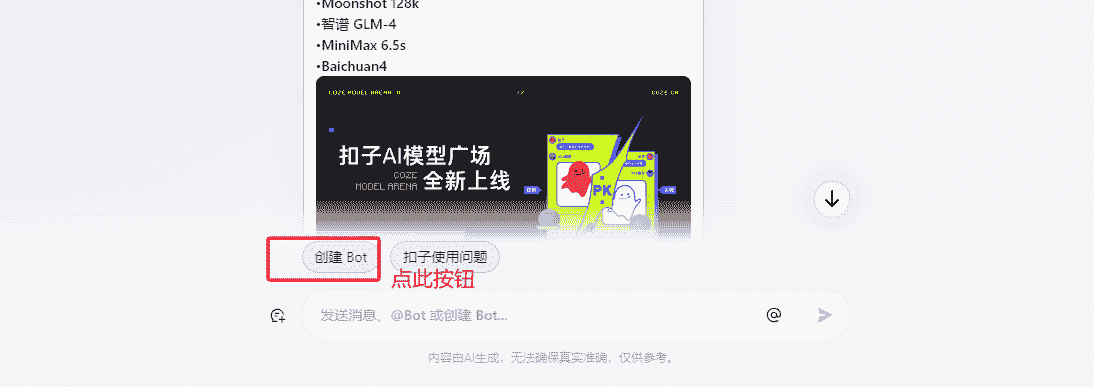 •Moonshot 128k
•智谱 GLM-4
•MiniMax 6.5s
•Baichuan4
COZE MODEL ARENA
//
扣子AI模型广场
COZE
MODEL ARENA 全新上线
PK
创建 Bot
扣子使用问题
点此按钮
发送消息、@Bot 或创建 Bot...
内容由AI生成，无法确保真实准确，仅供参考。